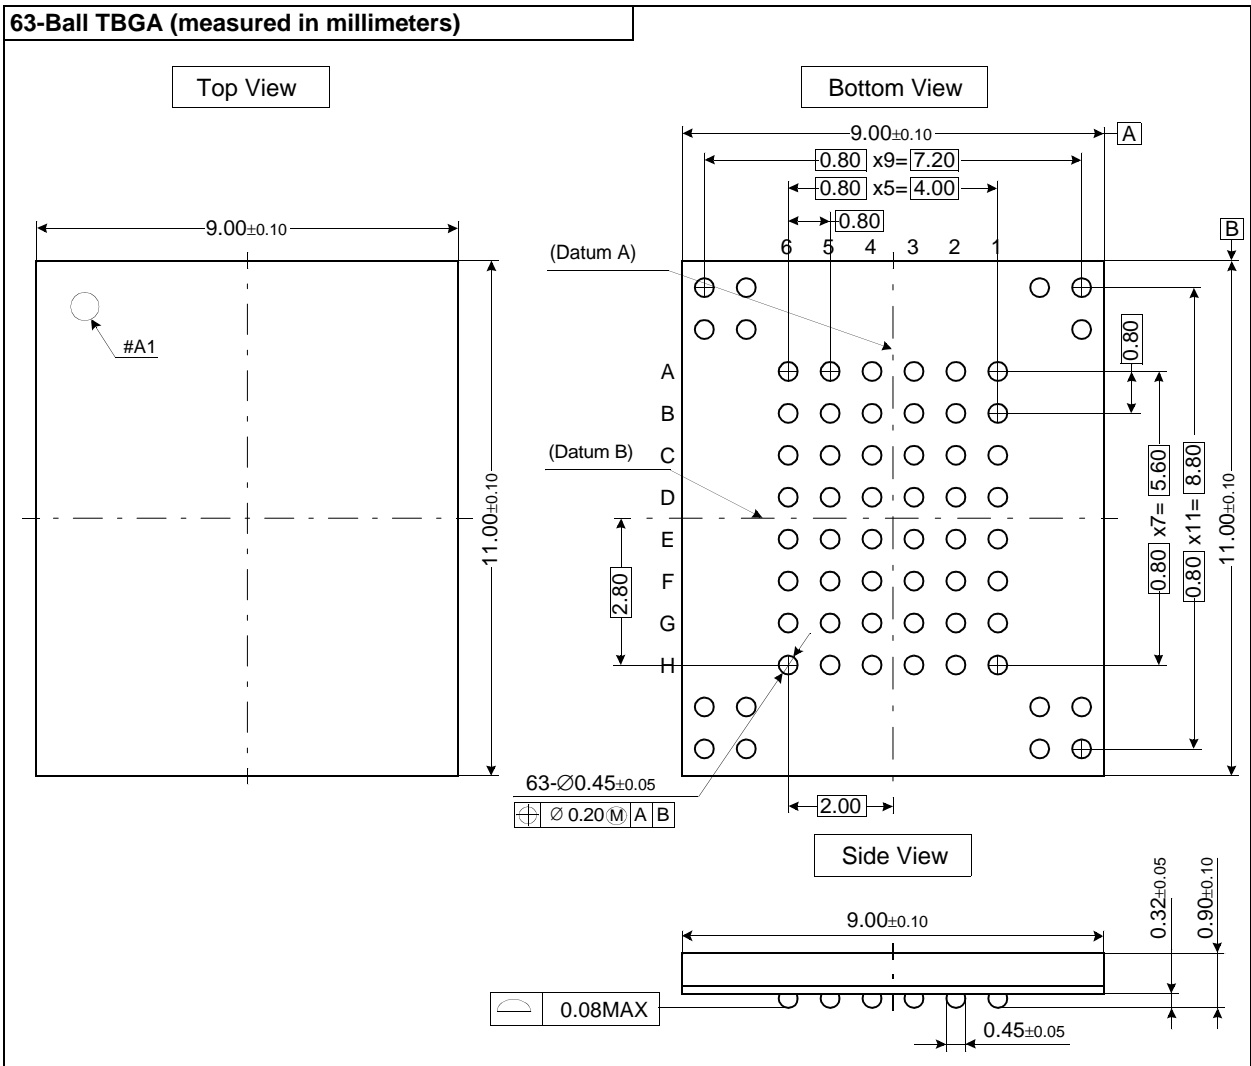 63-Ball TBGA (measured in millimeters)
Top View
Bottom View
9.00±0.10
A
0.80 x9= 7.20
0.80 x5= 4.00
0.80
9.00±0.10
B
6 5 4 3 2 1
(Datum A)
#A1
0.80
A
B
(Datum B)
C
D
E
F
G
H
11.00±0.10
2.80
0.80 x7= 5.60
0.80 x11= 8.80
11.00±0.10
63-∅0.45±0.05
⌖ ∅ 0.20 Ⓜ A B
2.00
Side View
9.00±0.10
0.32±0.05
0.90±0.10
0.08MAX
0.45±0.05